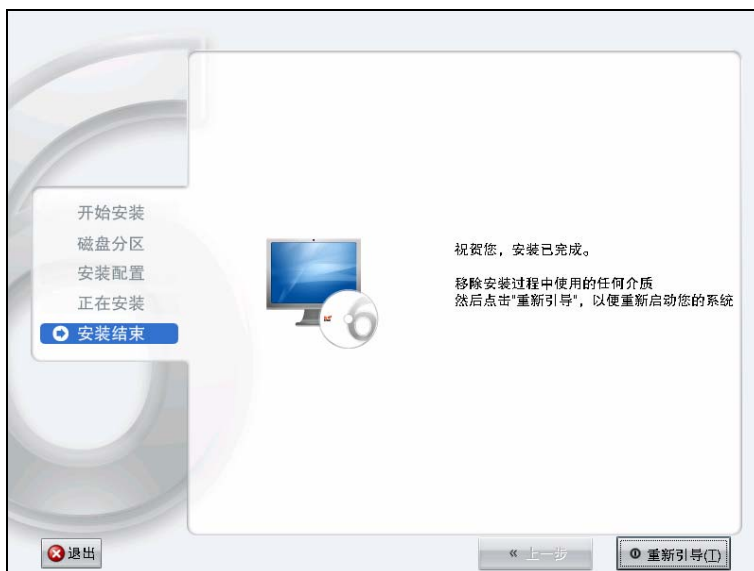 开始安装
磁盘分区
安装配置
正在安装
安装结束
祝贺您，安装已完成。
移除安装过程中使用的任何介质
然后点击"重新引导"，以便重新启动您的系统
退出
« 上一步
重新引导(T)